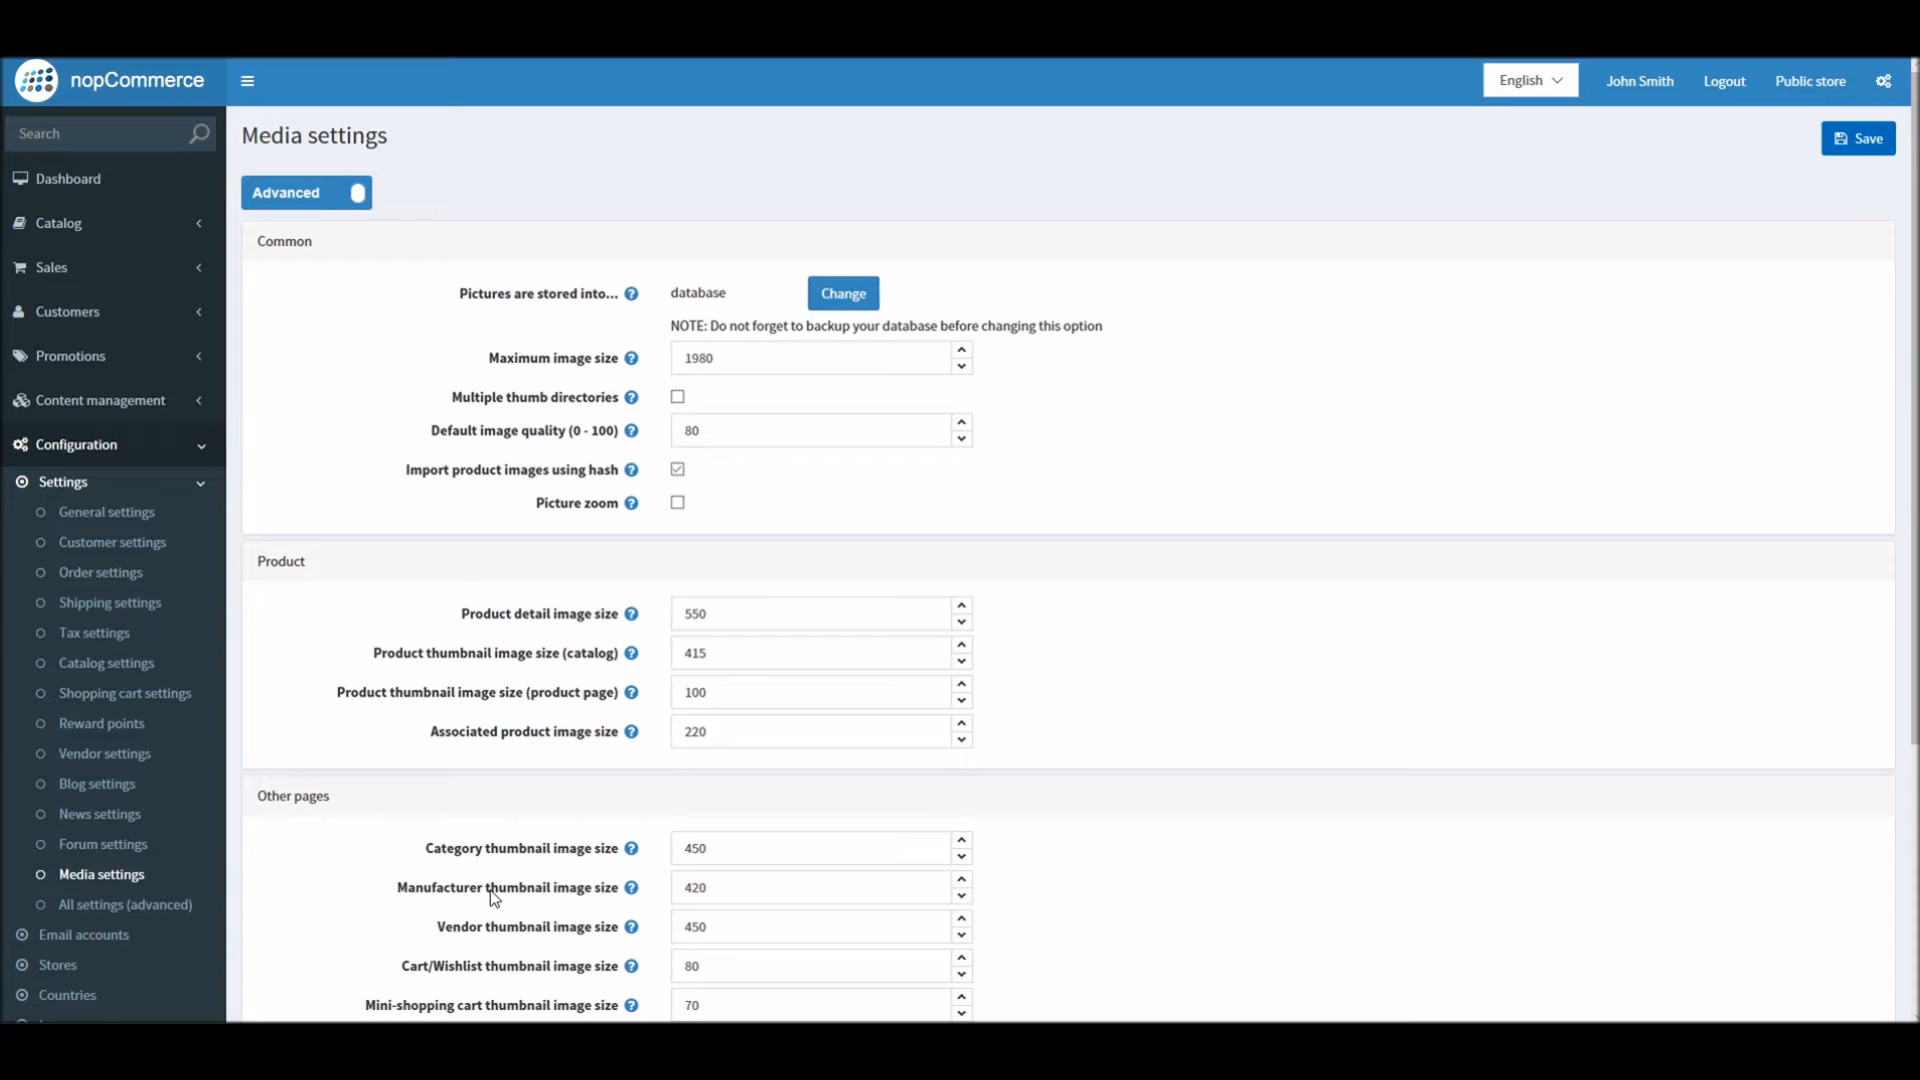 nopCommerce
English
John Smith
Logout
Public store
Search
Dashboard
Catalog
Sales
Customers
Promotions
Content management
Configuration
Settings
General settings
Customer settings
Order settings
Shipping settings
Tax settings
Catalog settings
Shopping cart settings
Reward points
Vendor settings
Blog settings
News settings
Forum settings
Media settings
All settings (advanced)
Email accounts
Stores
Countries
Media settings
Save
Advanced
Common
Pictures are stored into... database Change
NOTE: Do not forget to backup your database before changing this option
Maximum image size 1980
Multiple thumb directories
Default image quality (0 - 100) 80
Import product images using hash
Picture zoom
Product
Product detail image size 550
Product thumbnail image size (catalog) 415
Product thumbnail image size (product page) 100
Associated product image size 220
Other pages
Category thumbnail image size 450
Manufacturer thumbnail image size 420
Vendor thumbnail image size 450
Cart/Wishlist thumbnail image size 80
Mini-shopping cart thumbnail image size 70